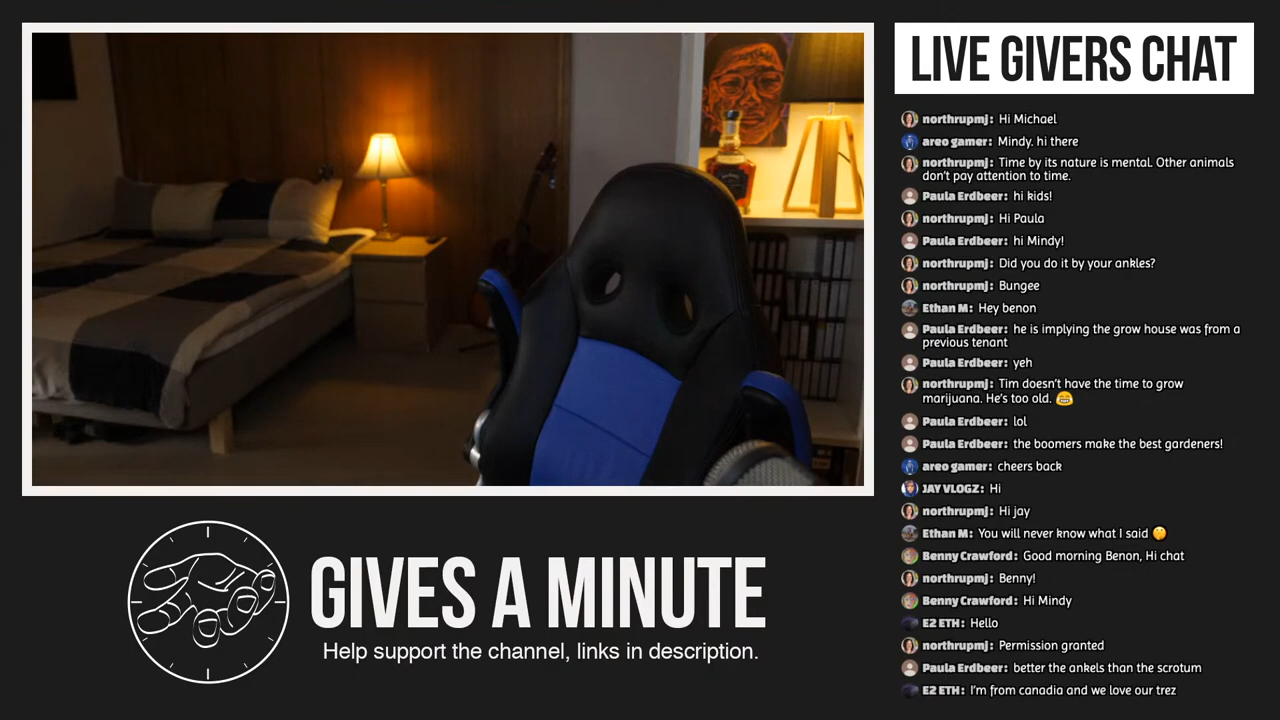 LIVE GIVERS CHAT
northrupmj: Hi Michael
areo gamer: Mindy. hi there
northrupmj: Time by its nature is mental. Other animals
don't pay attention to time.
Paula Erdbeer: hi kids!
northrupmj: Hi Paula
Paula Erdbeer: hi Mindy!
northrupmj: Did you do it by your ankles?
northrupmj: Bungee
Ethan M: Hey benon
Paula Erdbeer: he is implying the grow house was from a
previous tenant
Paula Erdbeer: yeh
northrupmj: Tim doesn't have the time to grow
marijuana. He's too old. 😂
Paula Erdbeer: lol
Paula Erdbeer: the boomers make the best gardeners!
areo gamer: cheers back
JAY VLOGZ: Hi
northrupmj: Hi jay
Ethan M: You will never know what I said 🤭
Benny Crawford: Good morning Benon, Hi chat
northrupmj: Benny!
Benny Crawford: Hi Mindy
E2 ETH: Hello
northrupmj: Permission granted
Paula Erdbeer: better the ankels than the scrotum
E2 ETH: I'm from canadia and we love our trez
GIVES A MINUTE
Help support the channel, links in description.